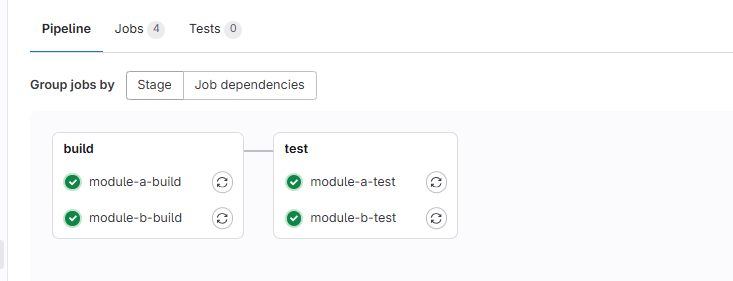 Pipeline Jobs 4 Tests 0
Group jobs by Stage Job dependencies
build
module-a-build
module-b-build
test
module-a-test
module-b-test